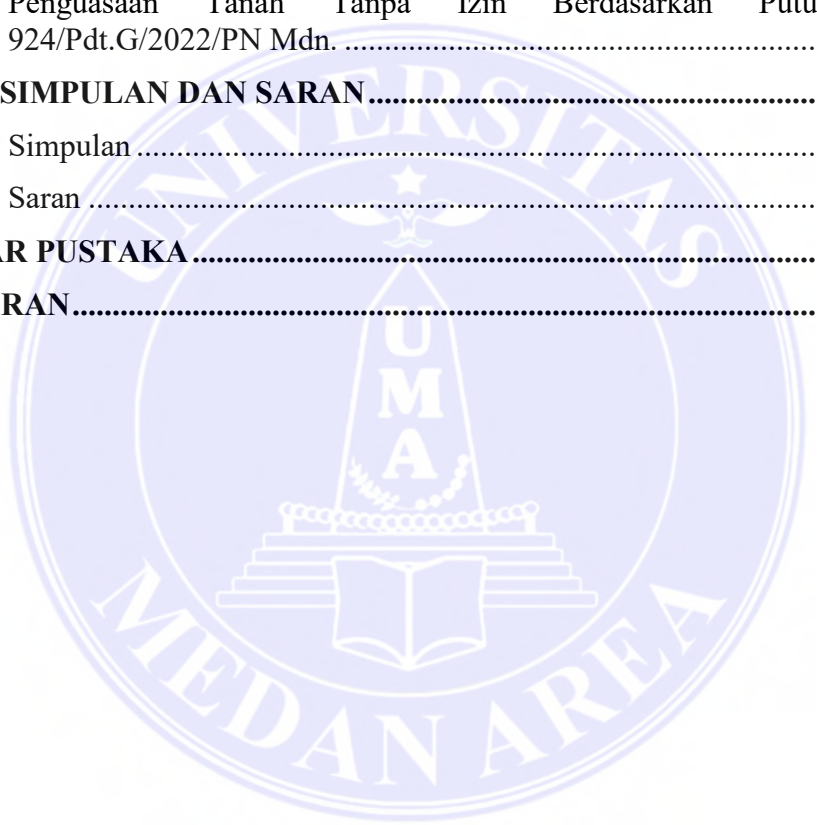 Penguasaan Tanah Tanpa Izin Berdasarkan Putu
924/Pdt.G/2022/PN Mdn. ............................................................
SIMPULAN DAN SARAN............................................................
Simpulan ............................................................
Saran ............................................................
AR PUSTAKA............................................................
RAN............................................................
UNIVERSITAS
U
M
A
MEDAN AREA